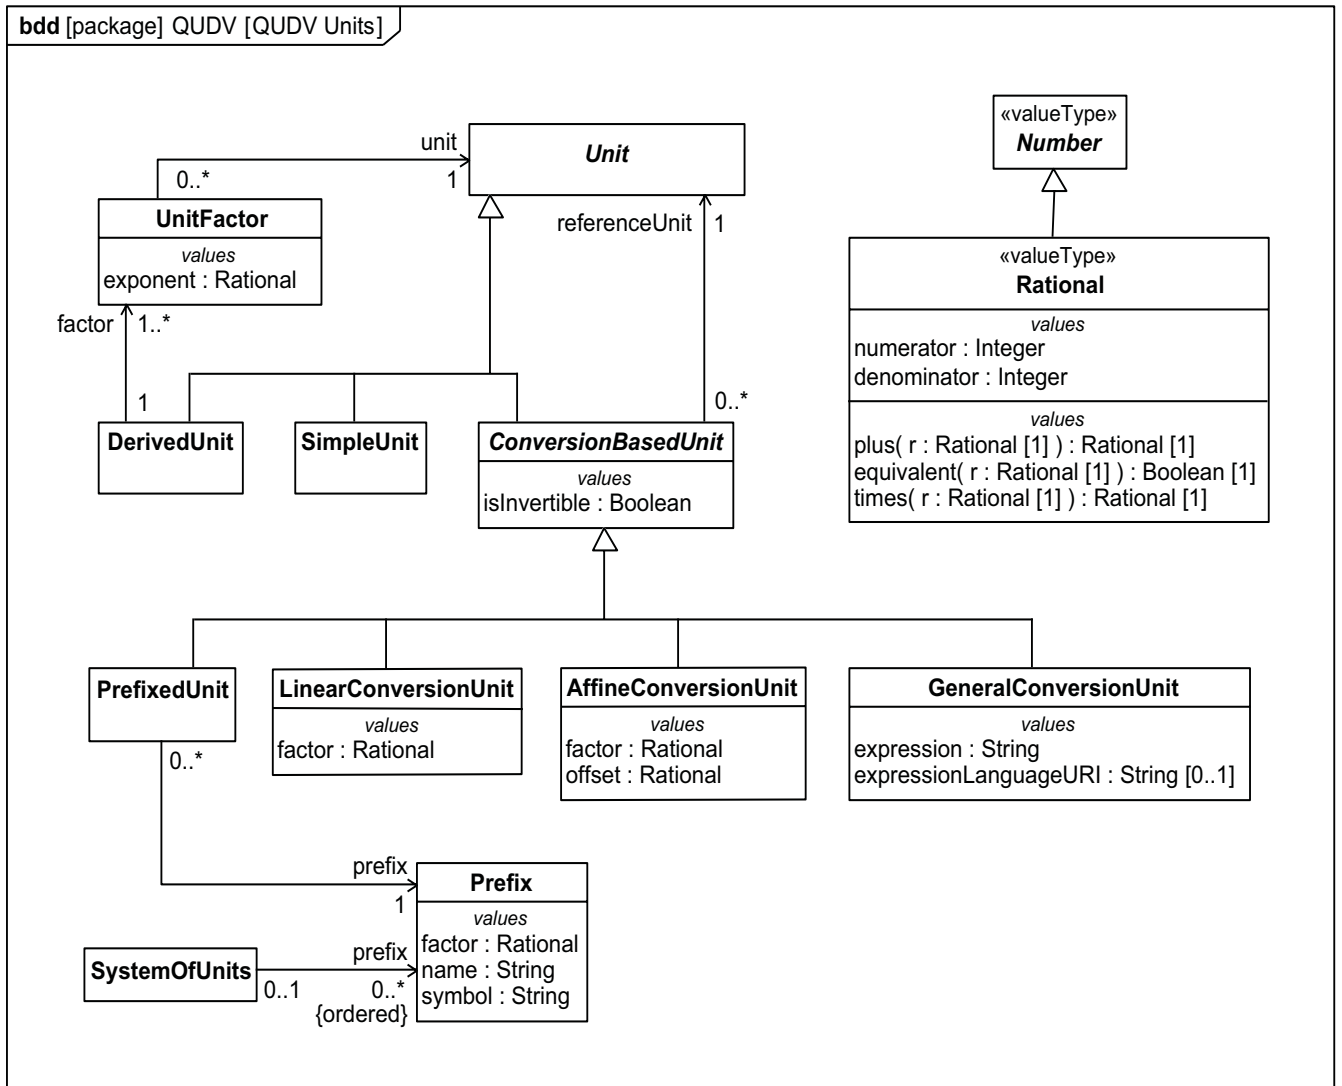 bdd [package] QUDV [QUDV Units]
«valueType»
Number
unit
1
Unit
0..*
UnitFactor
values
exponent : Rational
referenceUnit
1
«valueType»
Rational
values
numerator : Integer
denominator : Integer
values
plus( r : Rational [1] ) : Rational [1]
equivalent( r : Rational [1] ) : Boolean [1]
times( r : Rational [1] ) : Rational [1]
factor
1..*
1
0..*
DerivedUnit
SimpleUnit
ConversionBasedUnit
values
isInvertible : Boolean
PrefixedUnit
0..*
LinearConversionUnit
values
factor : Rational
AffineConversionUnit
values
factor : Rational
offset : Rational
GeneralConversionUnit
values
expression : String
expressionLanguageURI : String [0..1]
prefix
1
Prefix
values
factor : Rational
name : String
symbol : String
SystemOfUnits
0..1
prefix
0..*
{ordered}